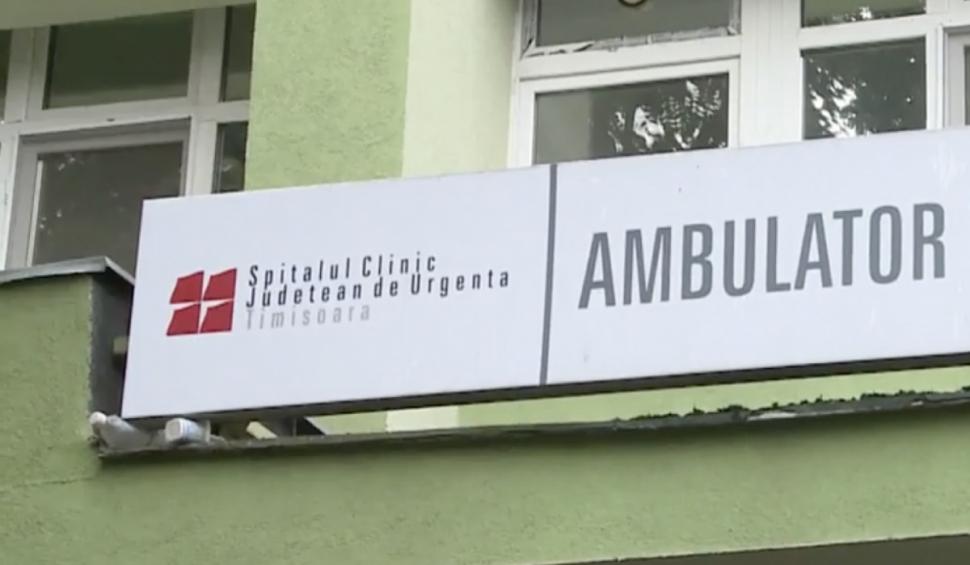 Spitalul Clinic
Judetean de Urgenta
Timisoara
AMBULATOR